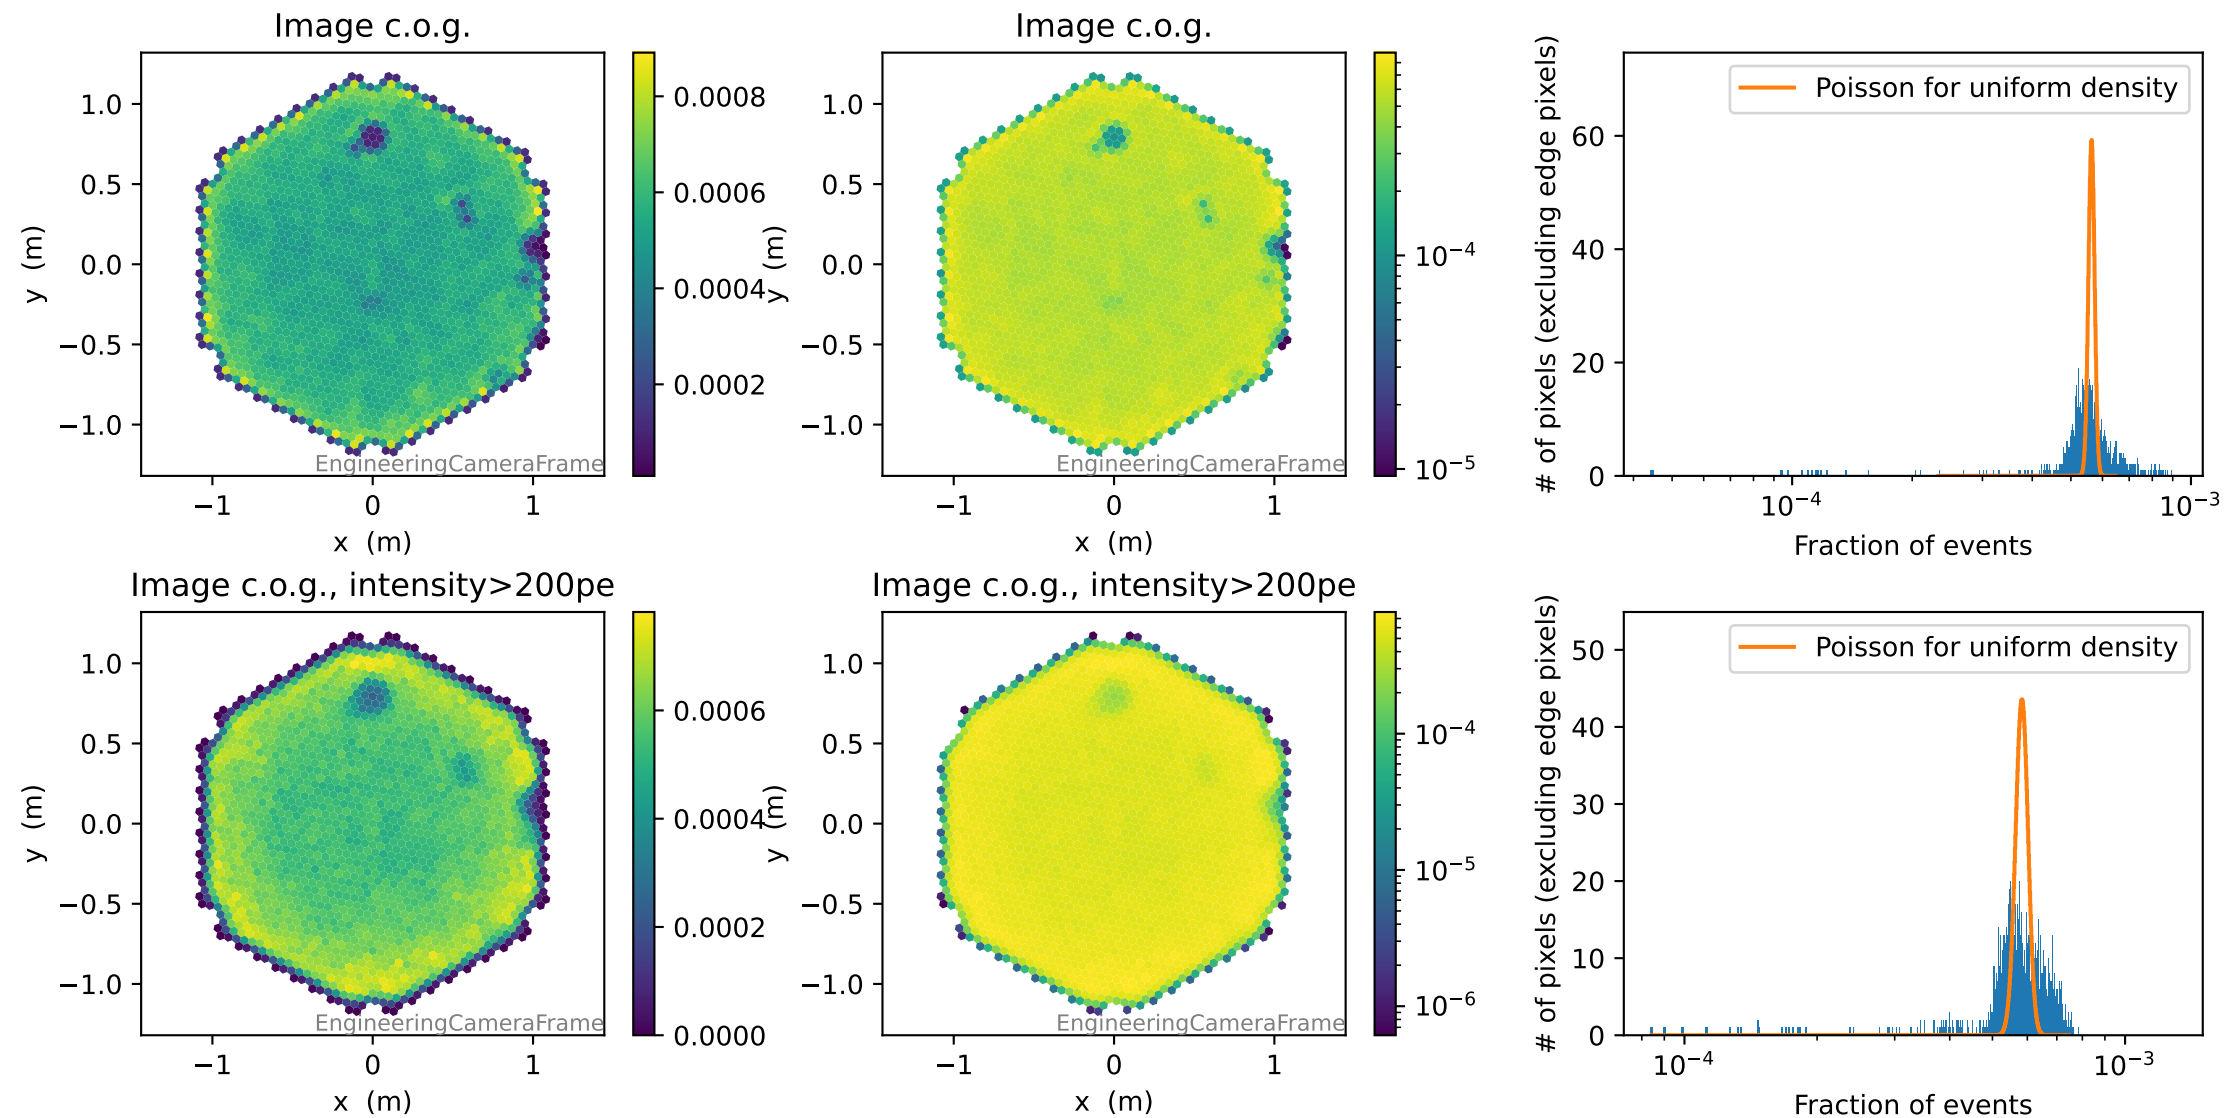 Image c.o.g.
1.0
0.5
0.0
−0.5
−1.0
y (m)
−1 0 1
x (m)
EngineeringCameraFrame
0.0008
0.0006
0.0004
0.0002
Image c.o.g.
1.0
0.5
0.0
−0.5
−1.0
y (m)
−1 0 1
x (m)
EngineeringCameraFrame
10⁻⁴
10⁻⁵
# of pixels (excluding edge pixels)
60
40
20
0
Poisson for uniform density
10⁻⁴ 10⁻³
Fraction of events
Image c.o.g., intensity>200pe
1.0
0.5
0.0
−0.5
−1.0
y (m)
−1 0 1
x (m)
EngineeringCameraFrame
0.0006
0.0004
0.0002
0.0000
Image c.o.g., intensity>200pe
1.0
0.5
0.0
−0.5
−1.0
y (m)
−1 0 1
x (m)
EngineeringCameraFrame
10⁻⁴
10⁻⁵
10⁻⁶
# of pixels (excluding edge pixels)
50
40
30
20
10
0
Poisson for uniform density
10⁻⁴ 10⁻³
Fraction of events